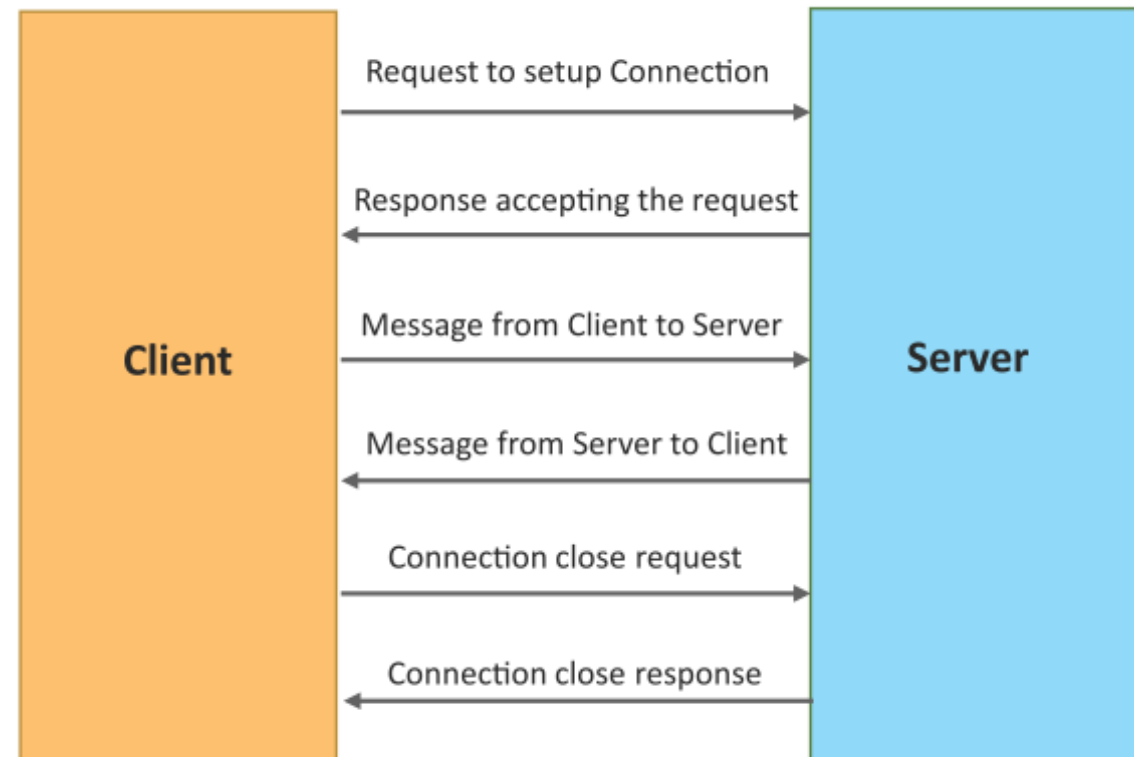 Request to setup Connection
Response accepting the request
Message from Client to Server
Client
Server
Message from Server to Client
Connection close request
Connection close response